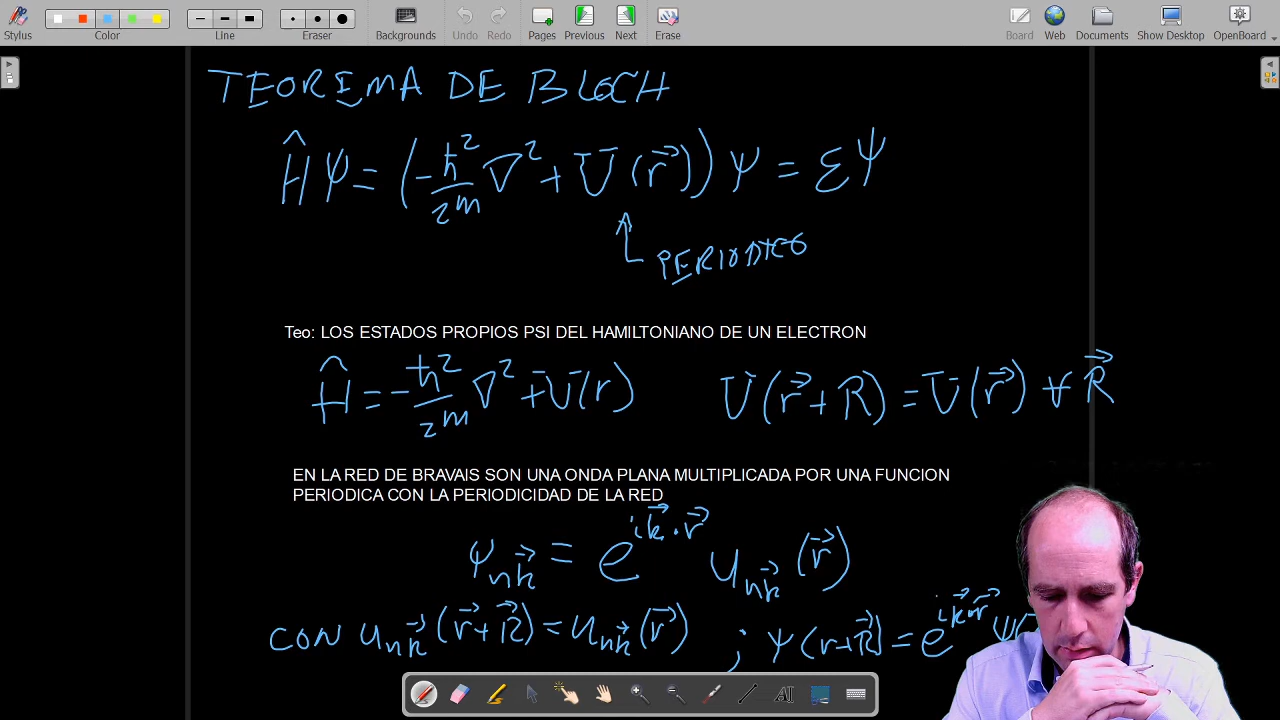 Stylus Color Line Eraser Backgrounds Undo Redo Pages Previous Next Erase Board Web Documents Show Desktop OpenBoard
TEOREMA DE BLOCH
Ĥψ = (-ħ²/2m ∇² + U(r⃗)) ψ = εψ
PERIODICO
Teo: LOS ESTADOS PROPIOS PSI DEL HAMILTONIANO DE UN ELECTRON
Ĥ = -ħ²/2m ∇² + U(r) U(r⃗+R) = U(r⃗) ∀ R⃗
EN LA RED DE BRAVAIS SON UNA ONDA PLANA MULTIPLICADA POR UNA FUNCION
PERIODICA CON LA PERIODICIDAD DE LA RED
ψnk⃗ = e^ik⃗·r⃗ unk⃗ (r⃗)
CON unk⃗ (r⃗+R⃗) = unk⃗ (r⃗) ; ψ(r+R⃗) = e^ik⃗·r⃗ ψ(
AI